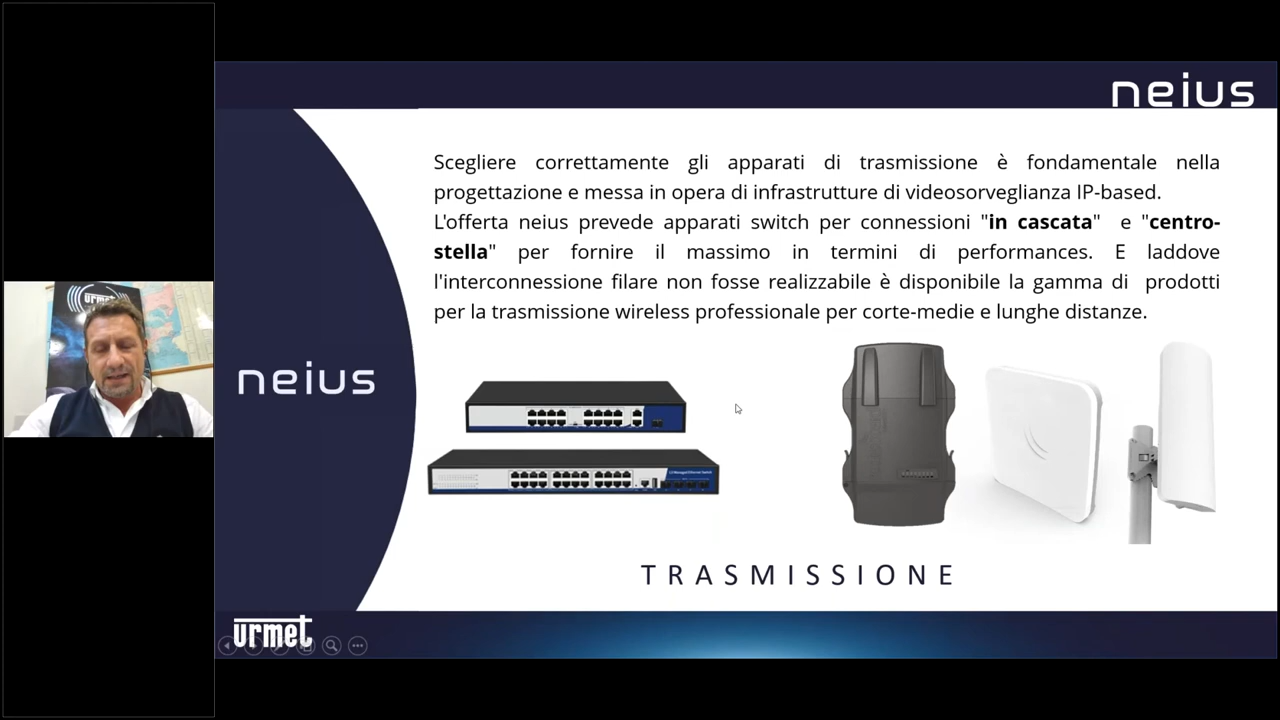 neius
Scegliere correttamente gli apparati di trasmissione è fondamentale nella
progettazione e messa in opera di infrastrutture di videosorveglianza IP-based.
L'offerta neius prevede apparati switch per connessioni "in cascata" e "centro-
stella" per fornire il massimo in termini di performances. E laddove
l'interconnessione filare non fosse realizzabile è disponibile la gamma di prodotti
per la trasmissione wireless professionale per corte-medie e lunghe distanze.
urmet
neius
TRASMISSIONE
urmet